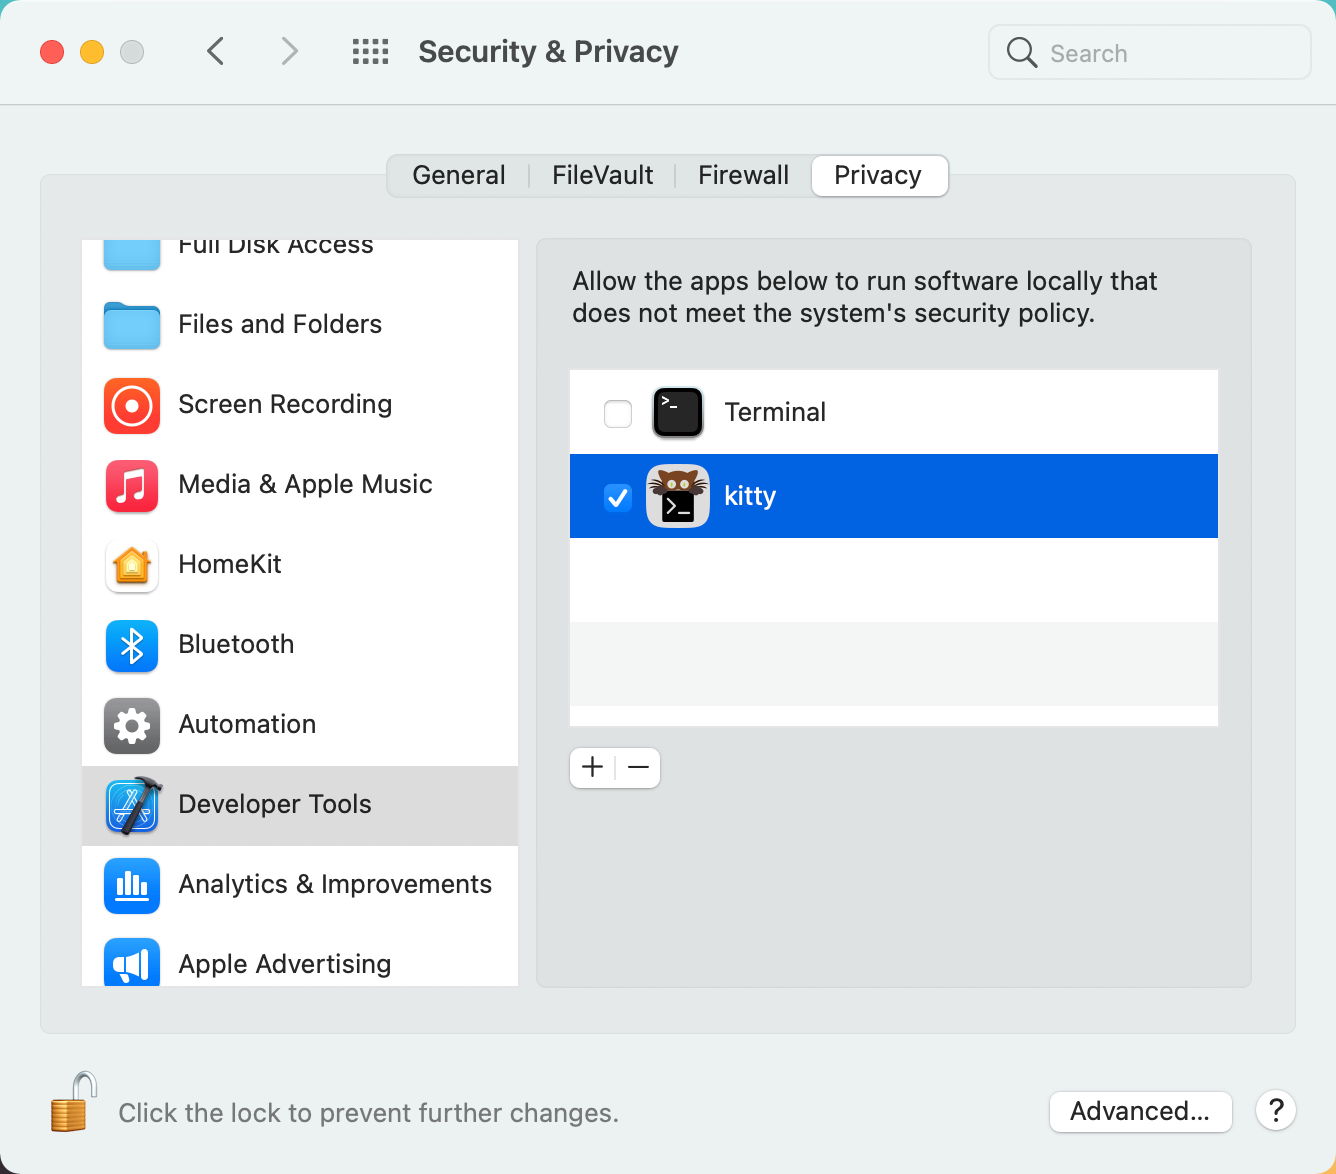 Security & Privacy
Search
General
FileVault
Firewall
Privacy
Full Disk Access
Files and Folders
Screen Recording
Media & Apple Music
HomeKit
Bluetooth
Automation
Developer Tools
Analytics & Improvements
Apple Advertising
Allow the apps below to run software locally that
does not meet the system's security policy.
Terminal
kitty
Click the lock to prevent further changes.
Advanced...
?